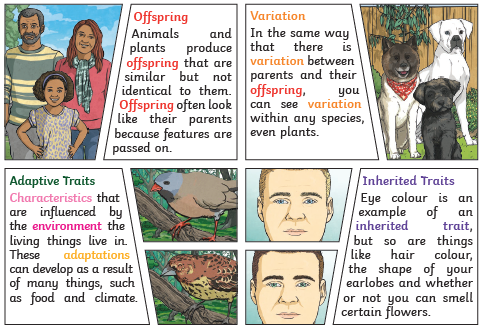 Offspring
Animals and
plants produce
offspring that are
similar but not
identical to them.
Offspring often look
like their parents
because features are
passed on.
Variation
In the same way
that there is
variation between
parents and their
offspring, you
can see variation
within any species,
even plants.
Adaptive Traits
Characteristics that
are influenced by
the environment the
living things live in.
These adaptations
can develop as a result
of many things, such
as food and climate.
Inherited Traits
Eye colour is an
example of an
inherited trait,
but so are things
like hair colour,
the shape of your
earlobes and whether
or not you can smell
certain flowers.